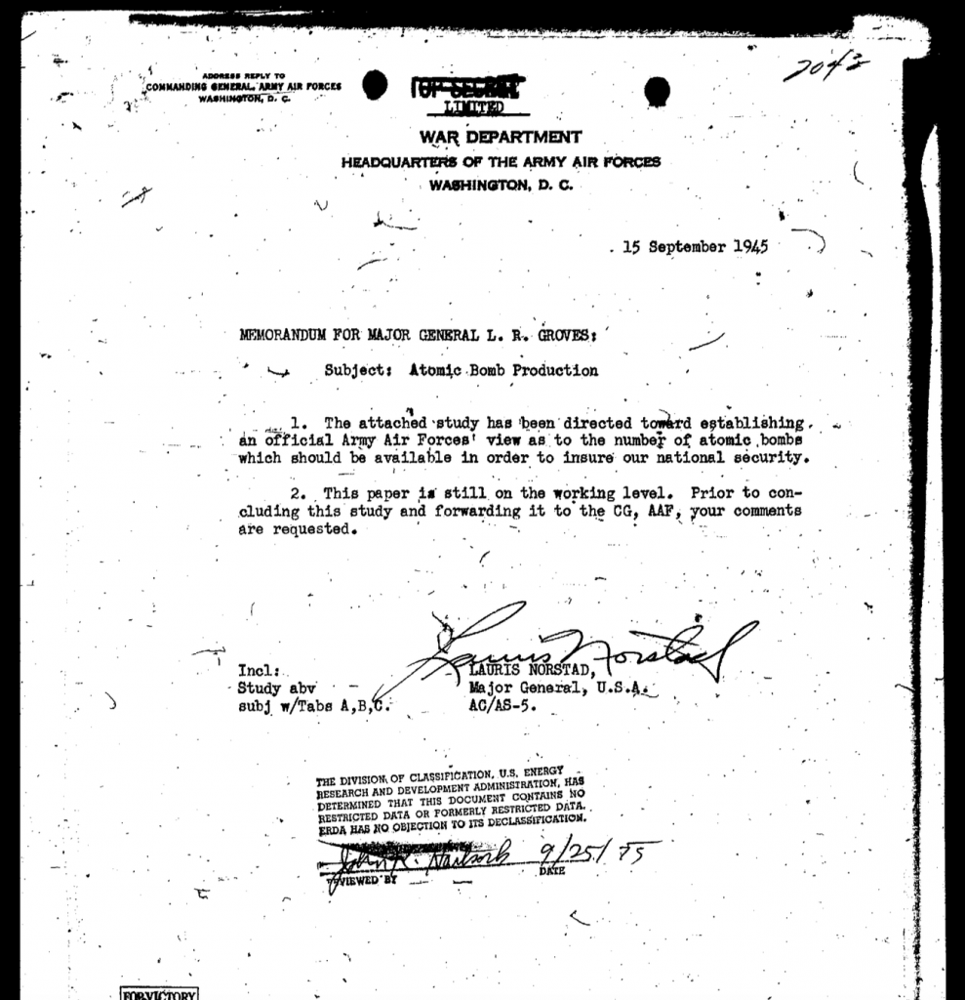 2042
ADDRESS REPLY TO
COMMANDING GENERAL, ARMY AIR FORCES
WASHINGTON, D. C.
TOP SECRET
LIMITED
WAR DEPARTMENT
HEADQUARTERS OF THE ARMY AIR FORCES
WASHINGTON, D. C.
15 September 1945
MEMORANDUM FOR MAJOR GENERAL L. R. GROVES:
Subject: Atomic Bomb Production
1. The attached study has been directed toward establishing
an official Army Air Forces' view as to the number of atomic bombs
which should be available in order to insure our national security.
2. This paper is still on the working level. Prior to con-
cluding this study and forwarding it to the CG, AAF, your comments
are requested.
Lauris Norstad
Incl:
Study abv
subj w/Tabs A,B,C.
LAURIS NORSTAD,
Major General, U.S.A.
AC/AS-5.
THE DIVISION OF CLASSIFICATION, U.S. ENERGY
RESEARCH AND DEVELOPMENT ADMINISTRATION, HAS
DETERMINED THAT THIS DOCUMENT CONTAINS NO
RESTRICTED DATA OR FORMERLY RESTRICTED DATA.
ERDA HAS NO OBJECTION TO ITS DECLASSIFICATION.
John 9/25/75
REVIEWED BY DATE
FOR VICTORY